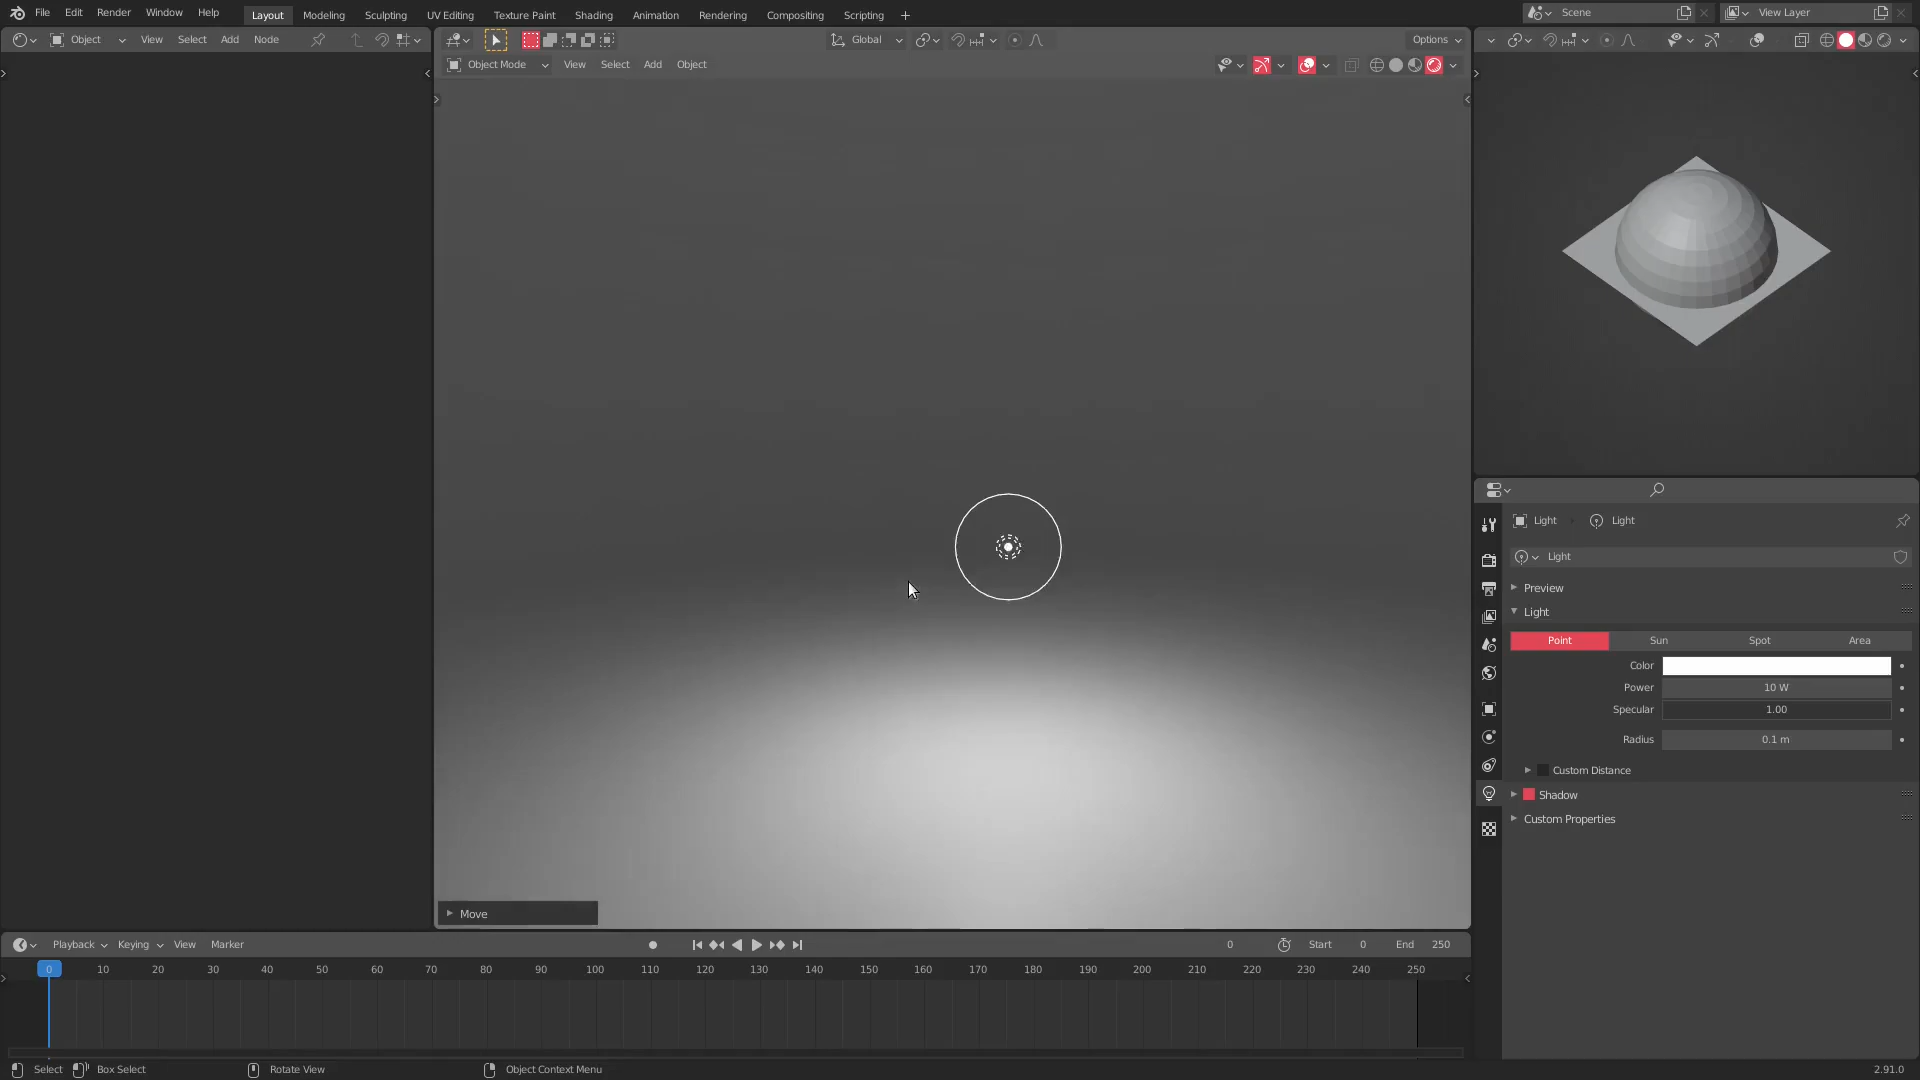 File Edit Render Window Help Layout Modeling Sculpting UV Editing Texture Paint Shading Animation Rendering Compositing Scripting Scene View Layer
Object View Select Add Node
Global Options
Object Mode View Select Add Object
Light Light
Light
Preview
Light
Point Sun Spot Area
Color
Power 10 W
Specular 1.00
Radius 0.1 m
Custom Distance
Shadow
Custom Properties
Move
Playback Keying View Marker 0 Start 0 End 250
0 10 20 30 40 50 60 70 80 90 100 110 120 130 140 150 160 170 180 190 200 210 220 230 240 250
Select Box Select Rotate View Object Context Menu 2.91.0